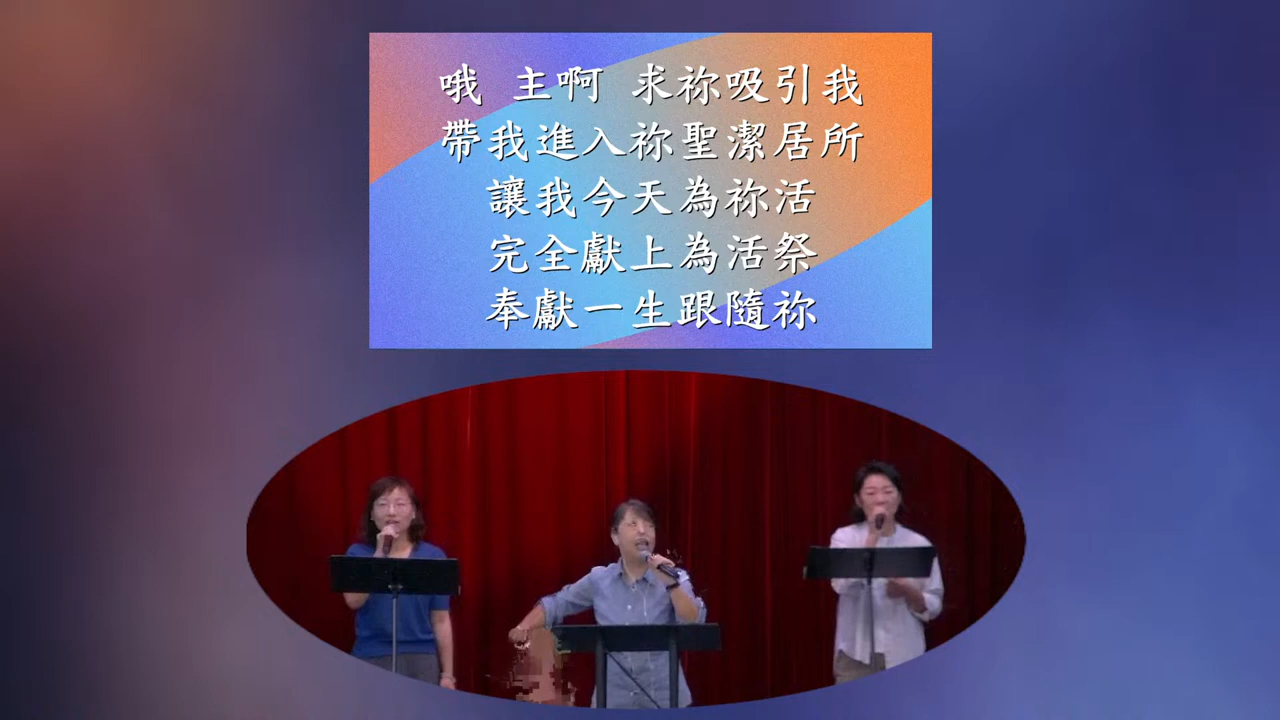 哦 主啊 求祢吸引我
帶我進入祢聖潔居所
讓我今天為祢活
完全獻上為活祭
奉獻一生跟隨祢